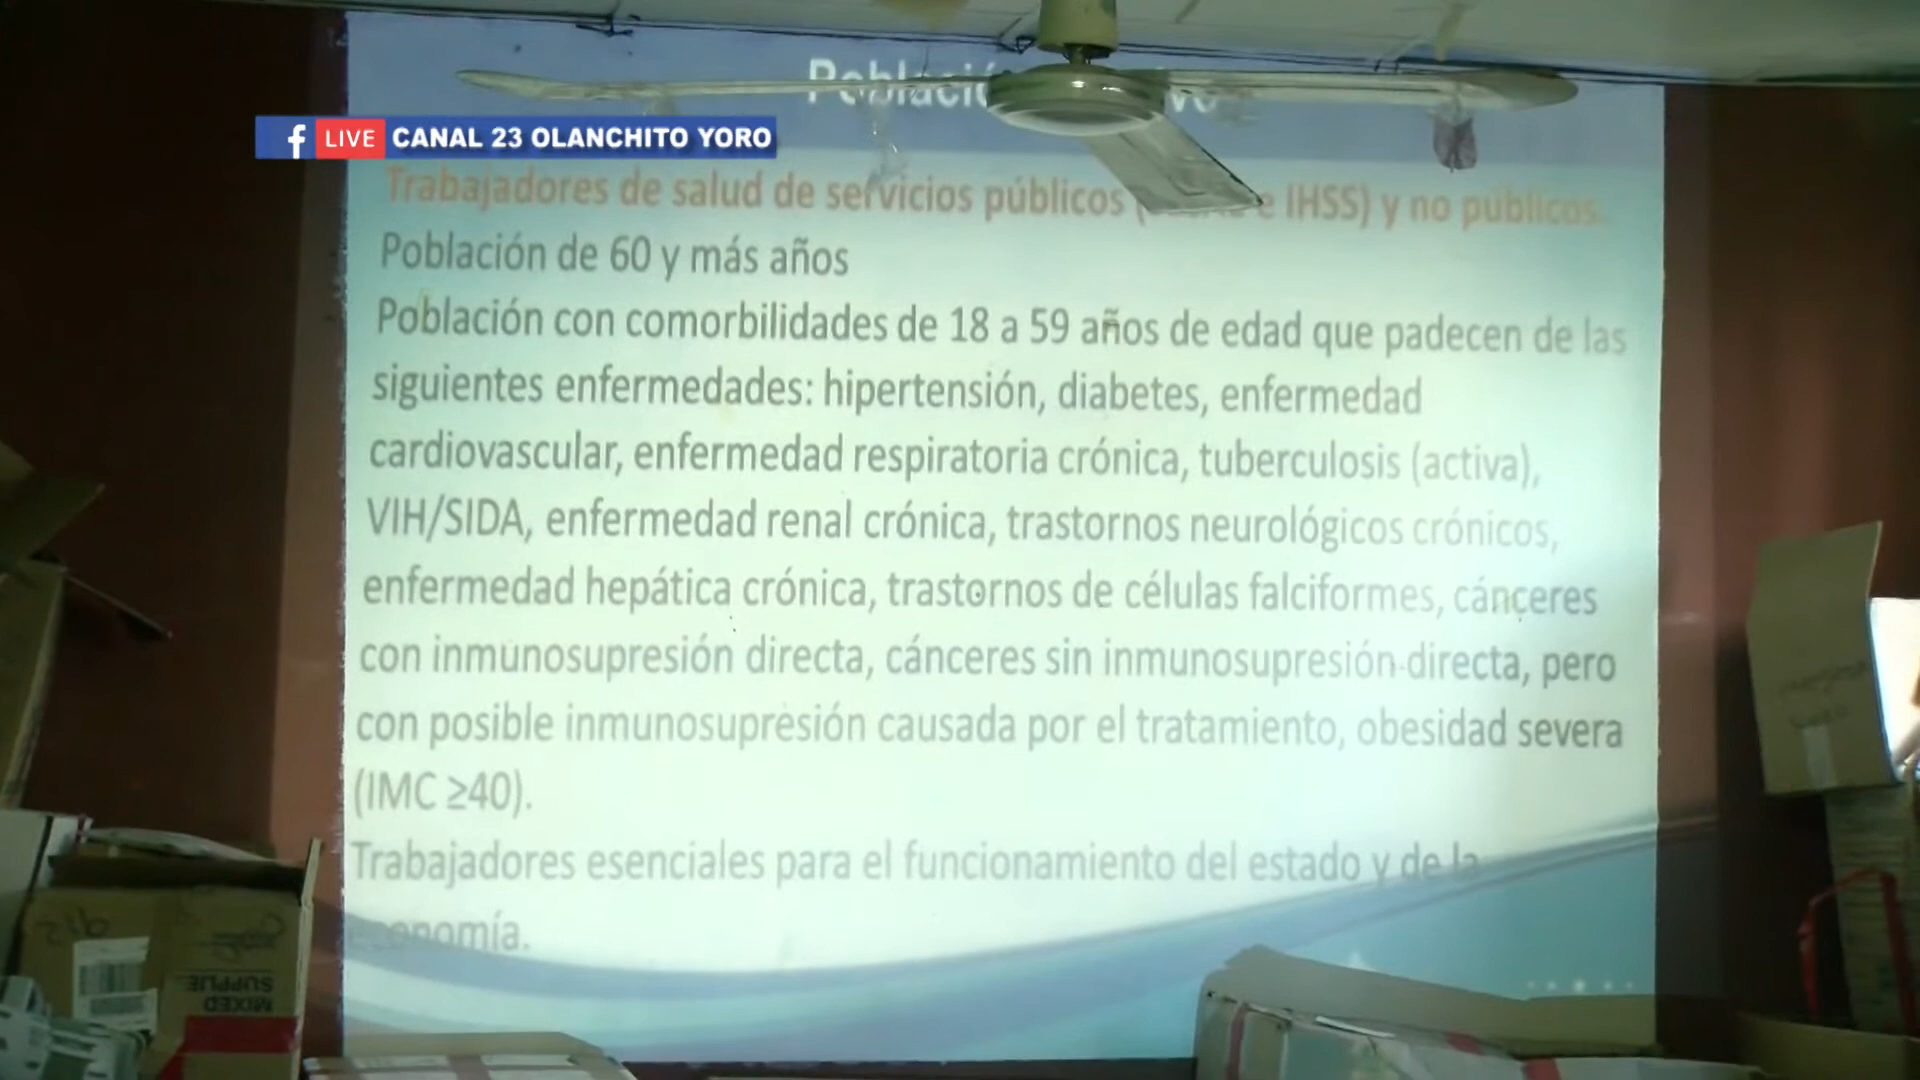 Población
f LIVE CANAL 23 OLANCHITO YORO
Trabajadores de salud de servicios públicos ( e IHSS) y no públicos.
Población de 60 y más años
Población con comorbilidades de 18 a 59 años de edad que padecen de las
siguientes enfermedades: hipertensión, diabetes, enfermedad
cardiovascular, enfermedad respiratoria crónica, tuberculosis (activa),
VIH/SIDA, enfermedad renal crónica, trastornos neurológicos crónicos,
enfermedad hepática crónica, trastornos de células falciformes, cánceres
con inmunosupresión directa, cánceres sin inmunosupresión directa, pero
con posible inmunosupresión causada por el tratamiento, obesidad severa
(IMC ≥40).
Trabajadores esenciales para el funcionamiento del estado y de la
economía.
MIXED
SUPPLIE